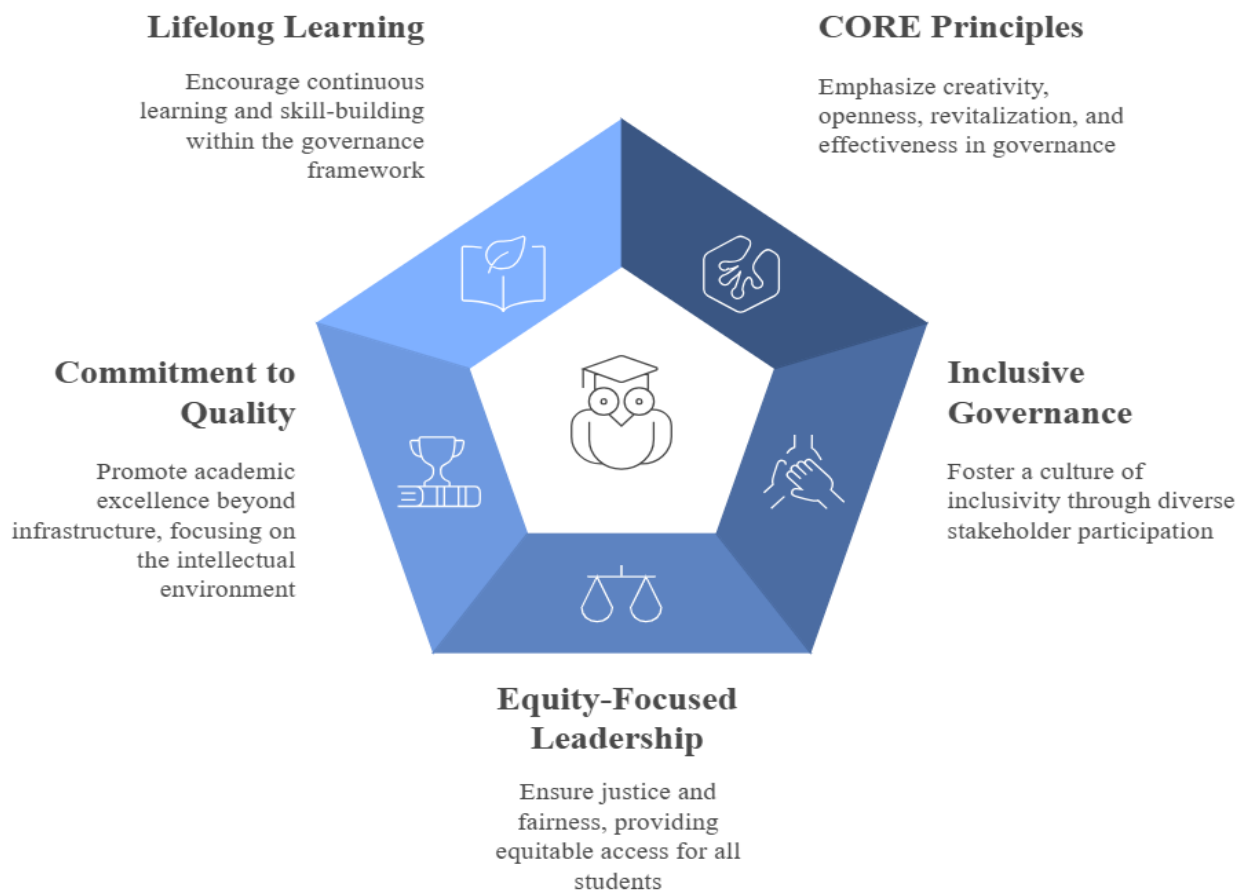 Lifelong Learning
Encourage continuous
learning and skill-building
within the governance
framework
CORE Principles
Emphasize creativity,
openness, revitalization, and
effectiveness in governance
Commitment to
Quality
Promote academic
excellence beyond
infrastructure, focusing on
the intellectual
environment
Inclusive
Governance
Foster a culture of
inclusivity through diverse
stakeholder participation
Equity-Focused
Leadership
Ensure justice and
fairness, providing
equitable access for all
students